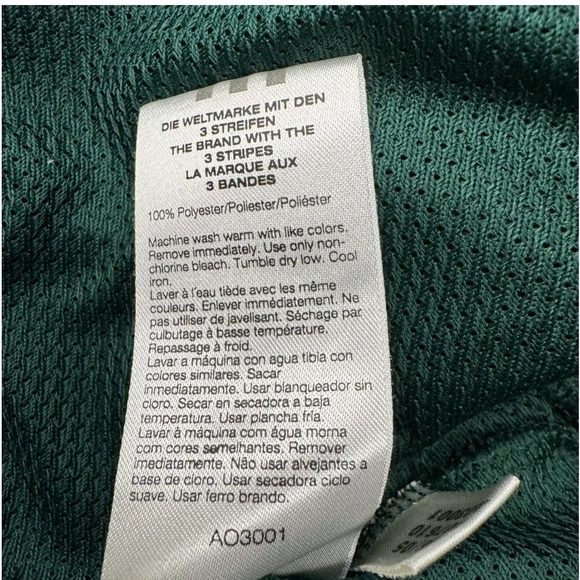 DIE WELTMARKE MIT DEN
3 STREIFEN
THE BRAND WITH THE
3 STRIPES
LA MARQUE AUX
3 BANDES
100% Polyester/Poliester/Poliéster
Machine wash warm with like colors.
Remove immediately. Use only non-
chlorine bleach. Tumble dry low. Cool
iron.
Laver à l'eau tiède avec les même
couleurs. Enlever immédiatement. Ne
pas utiliser de javelisant. Séchage par
culbutage à basse température.
Repassage à froid.
Lavar a máquina con agua tibia con
colores similares. Sacar
inmediatamente. Usar blanqueador sin
cloro. Secar en secadora a baja
temperatura. Usar plancha fría.
Lavar à máquina com água morna
com cores semelhantes. Remover
imediatamente. Não usar alvejantes a
base de cloro. Usar secadora ciclo
suave. Usar ferro brando.
AO3001